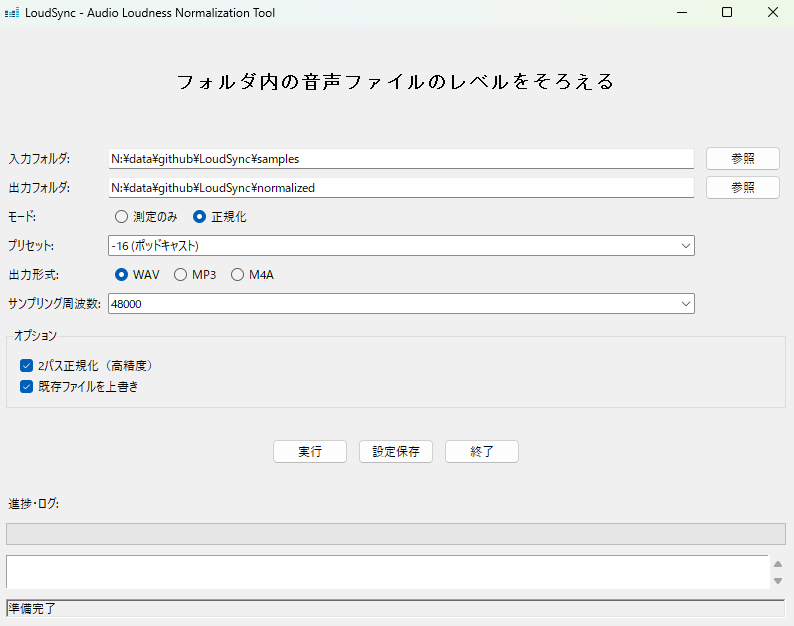 LoudSync - Audio Loudness Normalization Tool
フォルダ内の音声ファイルのレベルをそろえる
入力フォルダ: N:¥data¥github¥LoudSync¥samples 参照
出力フォルダ: N:¥data¥github¥LoudSync¥normalized 参照
モード: 測定のみ 正規化
プリセット: -16 (ポッドキャスト)
出力形式: WAV MP3 M4A
サンプリング周波数: 48000
オプション
2パス正規化（高精度）
既存ファイルを上書き
実行 設定保存 終了
進捗・ログ:
準備完了